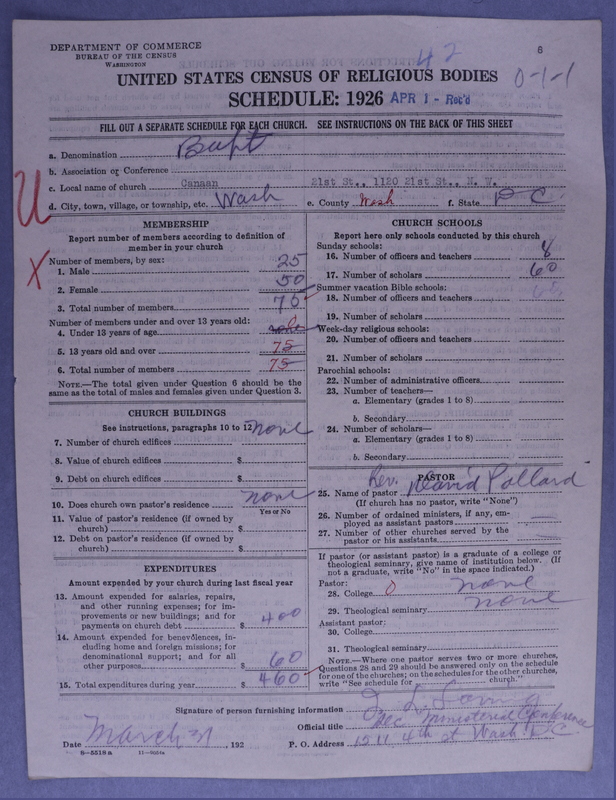 DEPARTMENT OF COMMERCE
BUREAU OF THE CENSUS
WASHINGTON
42
8
0-1-1
UNITED STATES CENSUS OF RELIGIOUS BODIES
SCHEDULE: 1926 APR 1 - Rec'd
FILL OUT A SEPARATE SCHEDULE FOR EACH CHURCH. SEE INSTRUCTIONS ON THE BACK OF THIS SHEET
a. Denomination Bapt
b. Association or Conference
c. Local name of church Canaan 21st St., 1120 21st St., N. W.
d. City, town, village, or township, etc. Wash e. County Wash f. State D C
U
X
MEMBERSHIP
Report number of members according to definition of
member in your church
Number of members, by sex:
1. Male 25
2. Female 50
3. Total number of members 75
Number of members under and over 13 years old:
4. Under 13 years of age none 0
5. 13 years old and over 75
6. Total number of members 75
NOTE.—The total given under Question 6 should be the
same as the total of males and females given under Question 3.
CHURCH BUILDINGS
See instructions, paragraphs 10 to 12 none
7. Number of church edifices
8. Value of church edifices $
9. Debt on church edifices $
10. Does church own pastor's residence none
Yes or No
11. Value of pastor's residence (if owned by
church) $
12. Debt on pastor's residence (if owned by
church) $
EXPENDITURES
Amount expended by your church during last fiscal year
13. Amount expended for salaries, repairs,
and other running expenses; for im-
provements or new buildings; and for
payments on church debt $ 400
14. Amount expended for benevolences, in-
cluding home and foreign missions; for
denominational support; and for all
other purposes $ 60
15. Total expenditures during year $ 460
CHURCH SCHOOLS
Report here only schools conducted by this church
Sunday schools:
16. Number of officers and teachers 8
17. Number of scholars 60
Summer vacation Bible schools:
18. Number of officers and teachers
19. Number of scholars
Week-day religious schools:
20. Number of officers and teachers
21. Number of scholars
Parochial schools:
22. Number of administrative officers
23. Number of teachers—
a. Elementary (grades 1 to 8)
b. Secondary
24. Number of scholars—
a. Elementary (grades 1 to 8)
b. Secondary
PASTOR
25. Name of pastor Rev. David Pollard
(If church has no pastor, write "None")
26. Number of ordained ministers, if any, em-
ployed as assistant pastors
27. Number of other churches served by the
pastor or his assistants
If pastor (or assistant pastor) is a graduate of a college or
theological seminary, give name of institution below. (If
not a graduate, write "No" in the space indicated.)
Pastor:
28. College 0 none
29. Theological seminary none
Assistant pastor:
30. College
31. Theological seminary
NOTE.—Where one pastor serves two or more churches,
Questions 28 and 29 should be answered only on the schedule
for one of the churches; on the schedules for the other churches,
write "See schedule for church."
Signature of person furnishing information
Official title Sec Ministerial Conference
Date March 31, 192 P. O. Address 1511 4th st Wash D C
8—5518 a 11—9664a